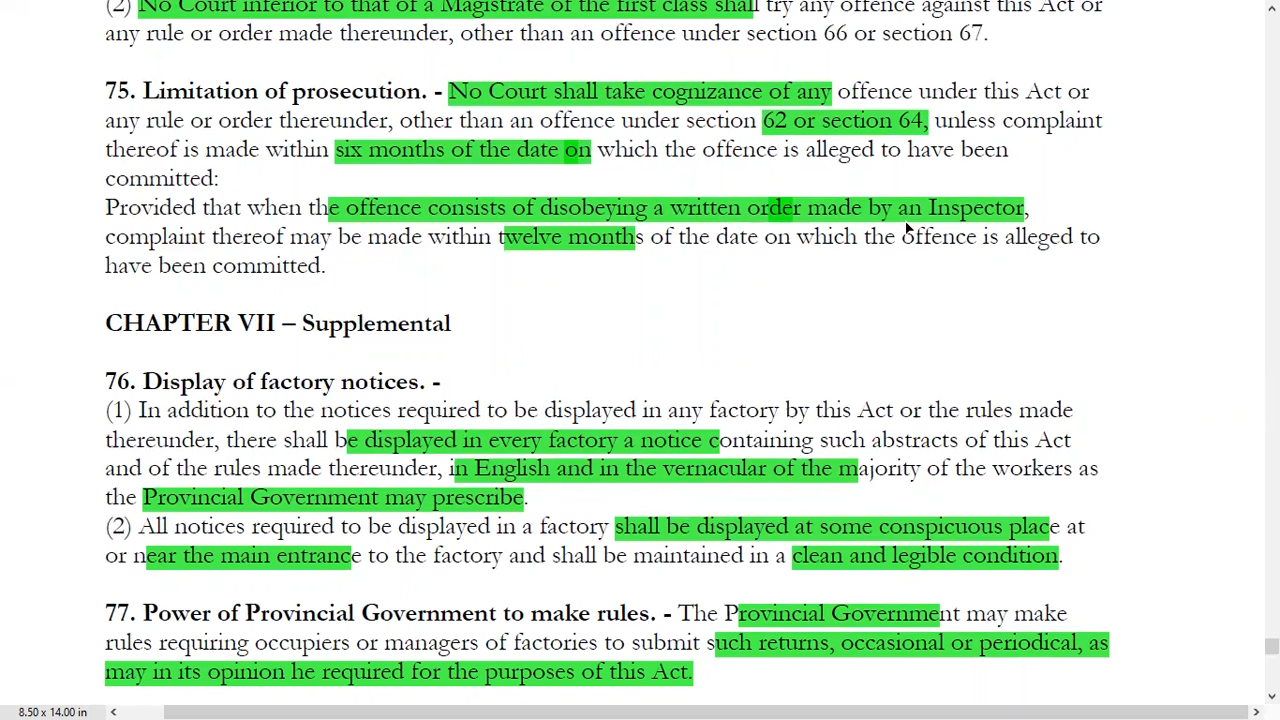 (2) No Court inferior to that of a Magistrate of the first class shall try any offence against this Act or
any rule or order made thereunder, other than an offence under section 66 or section 67.
75. Limitation of prosecution. - No Court shall take cognizance of any offence under this Act or
any rule or order thereunder, other than an offence under section 62 or section 64, unless complaint
thereof is made within six months of the date on which the offence is alleged to have been
committed:
Provided that when the offence consists of disobeying a written order made by an Inspector,
complaint thereof may be made within twelve months of the date on which the offence is alleged to
have been committed.
CHAPTER VII – Supplemental
76. Display of factory notices. -
(1) In addition to the notices required to be displayed in any factory by this Act or the rules made
thereunder, there shall be displayed in every factory a notice containing such abstracts of this Act
and of the rules made thereunder, in English and in the vernacular of the majority of the workers as
the Provincial Government may prescribe.
(2) All notices required to be displayed in a factory shall be displayed at some conspicuous place at
or near the main entrance to the factory and shall be maintained in a clean and legible condition.
77. Power of Provincial Government to make rules. - The Provincial Government may make
rules requiring occupiers or managers of factories to submit such returns, occasional or periodical, as
may in its opinion he required for the purposes of this Act.
8.50 x 14.00 in